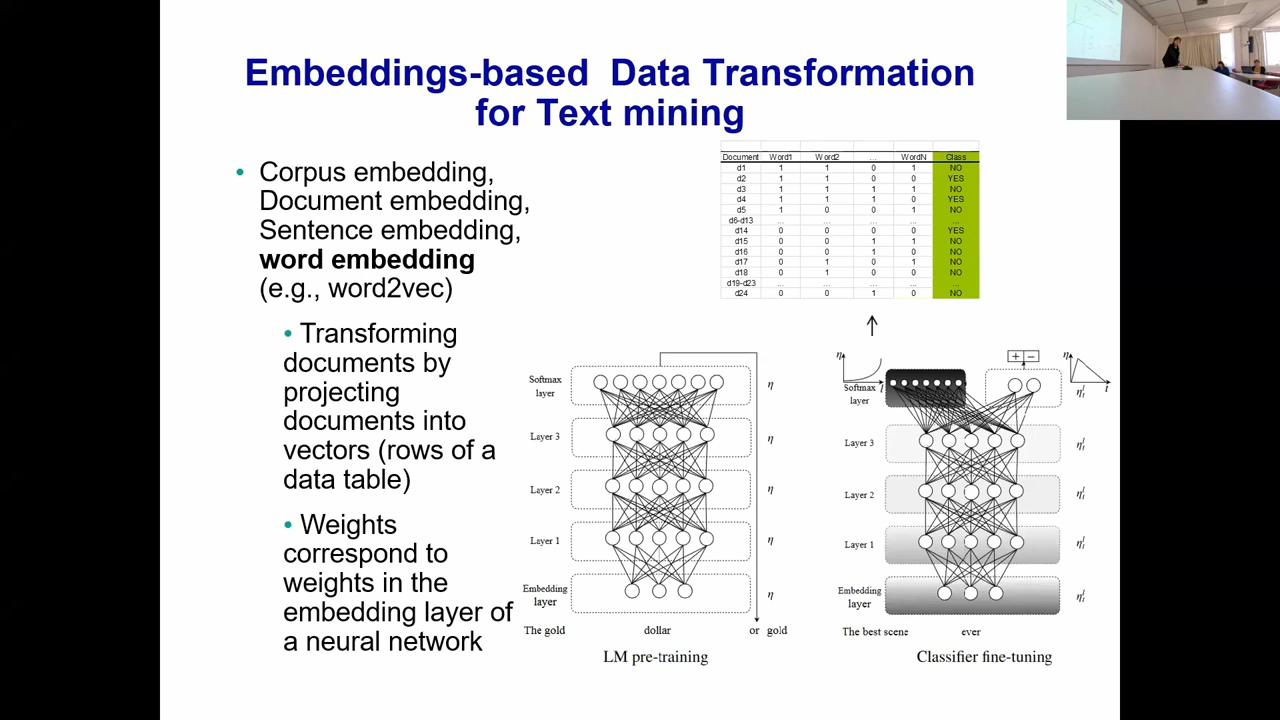 Embeddings-based Data Transformation
for Text mining
• Corpus embedding,
Document embedding,
Sentence embedding,
word embedding
(e.g., word2vec)
• Transforming
documents by
projecting
documents into
vectors (rows of a
data table)
• Weights
correspond to
weights in the
embedding layer of
a neural network
Document Word1 Word2 ... WordN Class
d1 1 1 0 1 NO
d2 1 1 0 0 YES
d3 1 1 1 1 NO
d4 1 1 1 0 YES
d5 1 0 0 1 NO
d6-d13 ... ... ... ... ...
d14 0 0 0 0 YES
d15 0 0 1 1 NO
d16 0 0 1 0 NO
d17 0 1 0 1 NO
d18 0 1 0 0 NO
d19-d23 ... ... ... ... ...
d24 0 0 1 0 NO
Softmax
layer
η
Layer 3
η
Layer 2
η
Layer 1
η
Embedding
layer
η
The gold dollar or gold
LM pre-training
η
+ −
η
t
Softmax
layer
Layer 3
Layer 2
Layer 1
Embedding
layer
The best scene ever
Classifier fine-tuning